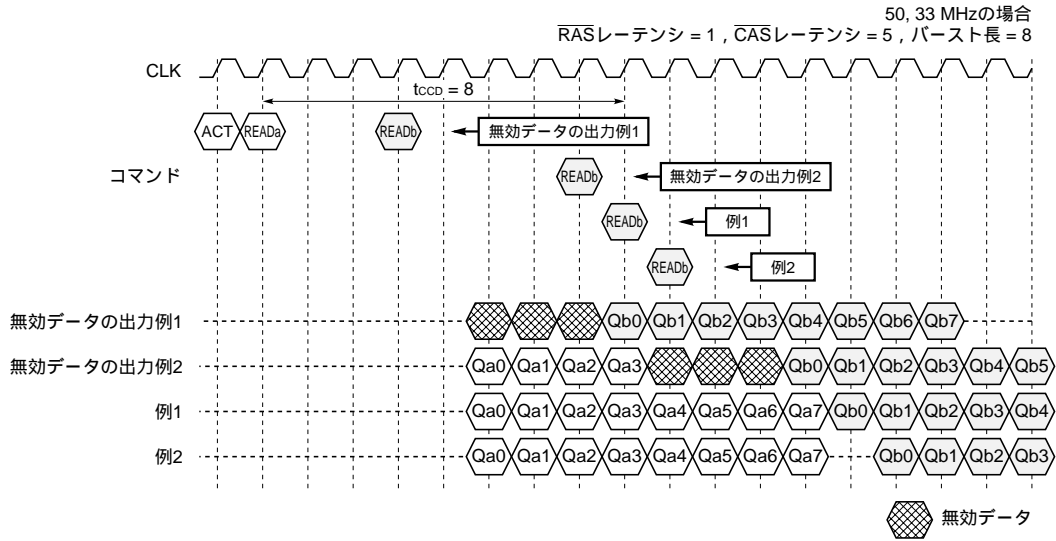 50, 33 MHzの場合
RASレーテンシ = 1 , CASレーテンシ = 5 , バースト長 = 8
CLK
tCCD = 8
ACT READa READb 無効データの出力例1
コマンド READb 無効データの出力例2
READb 例1
READb 例2
無効データの出力例1 Qb0 Qb1 Qb2 Qb3 Qb4 Qb5 Qb6 Qb7
無効データの出力例2 Qa0 Qa1 Qa2 Qa3 Qb0 Qb1 Qb2 Qb3 Qb4 Qb5
例1 Qa0 Qa1 Qa2 Qa3 Qa4 Qa5 Qa6 Qa7 Qb0 Qb1 Qb2 Qb3 Qb4
例2 Qa0 Qa1 Qa2 Qa3 Qa4 Qa5 Qa6 Qa7 Qb0 Qb1 Qb2 Qb3
無効データ